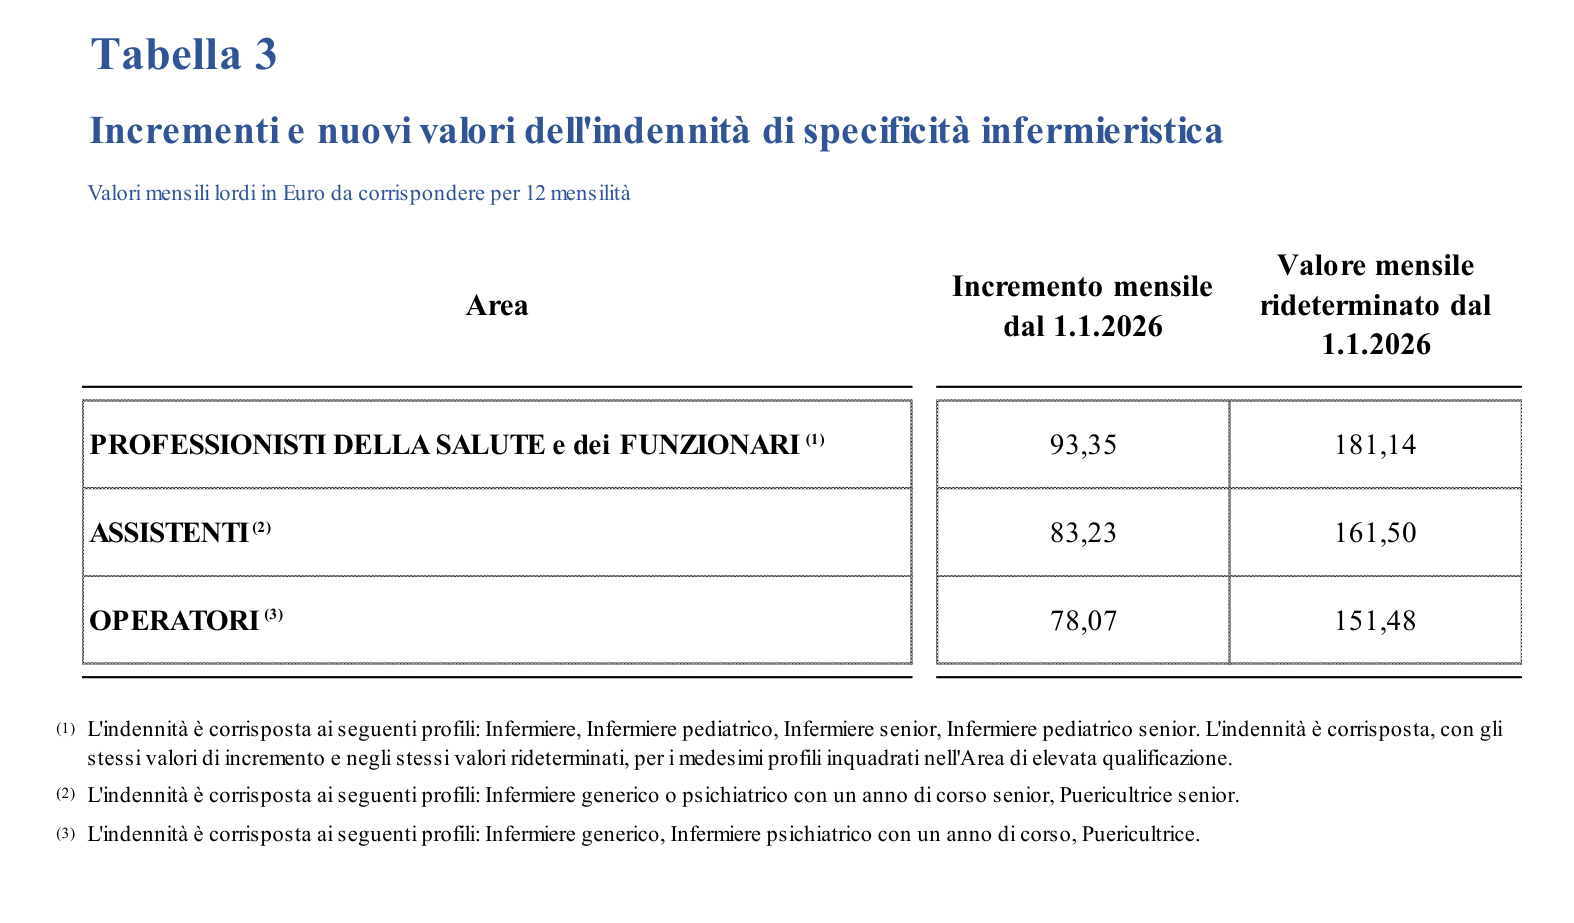 Tabella 3
Incrementi e nuovi valori dell'indennità di specificità infermieristica
Valori mensili lordi in Euro da corrispondere per 12 mensilità
Area
Incremento mensile
dal 1.1.2026
Valore mensile
rideterminato dal
1.1.2026
PROFESSIONISTI DELLA SALUTE e dei FUNZIONARI (1) 93,35 181,14
ASSISTENTI (2) 83,23 161,50
OPERATORI (3) 78,07 151,48
(1) L'indennità è corrisposta ai seguenti profili: Infermiere, Infermiere pediatrico, Infermiere senior, Infermiere pediatrico senior. L'indennità è corrisposta, con gli
stessi valori di incremento e negli stessi valori rideterminati, per i medesimi profili inquadrati nell'Area di elevata qualificazione.
(2) L'indennità è corrisposta ai seguenti profili: Infermiere generico o psichiatrico con un anno di corso senior, Puericultrice senior.
(3) L'indennità è corrisposta ai seguenti profili: Infermiere generico, Infermiere psichiatrico con un anno di corso, Puericultrice.